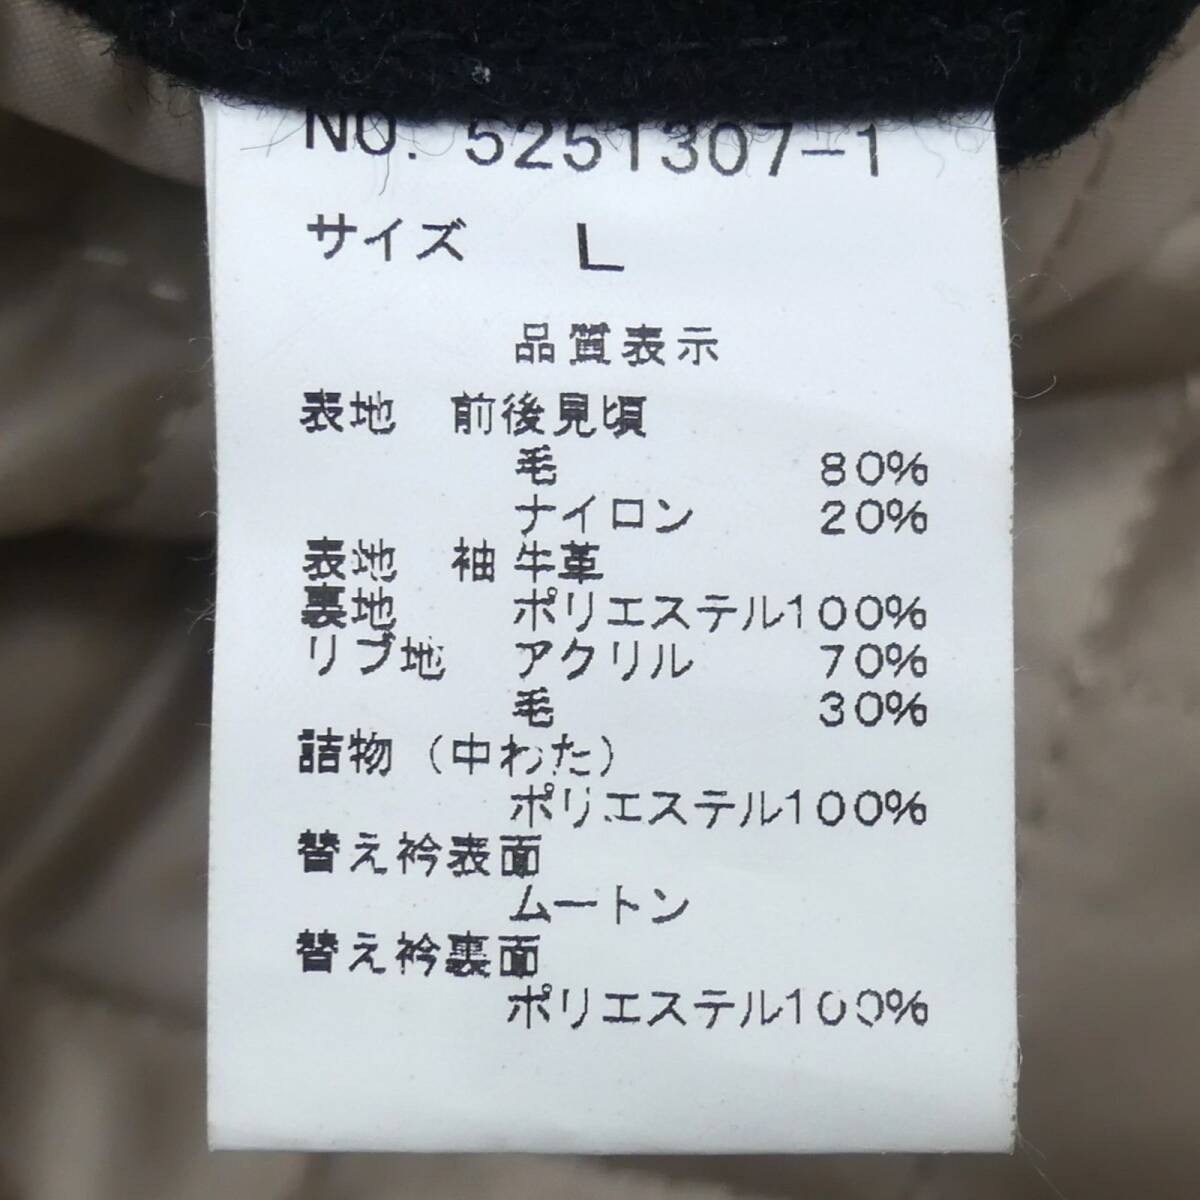 NO. 5251307-1
サイズ L
品質表示
表地 前後見頃
毛 80%
ナイロン 20%
表地 袖 牛革
裏地 ポリエステル100%
リブ地 アクリル 70%
毛 30%
詰物（中わた）
ポリエステル100%
替え衿表面
ムートン
替え衿裏面
ポリエステル100%